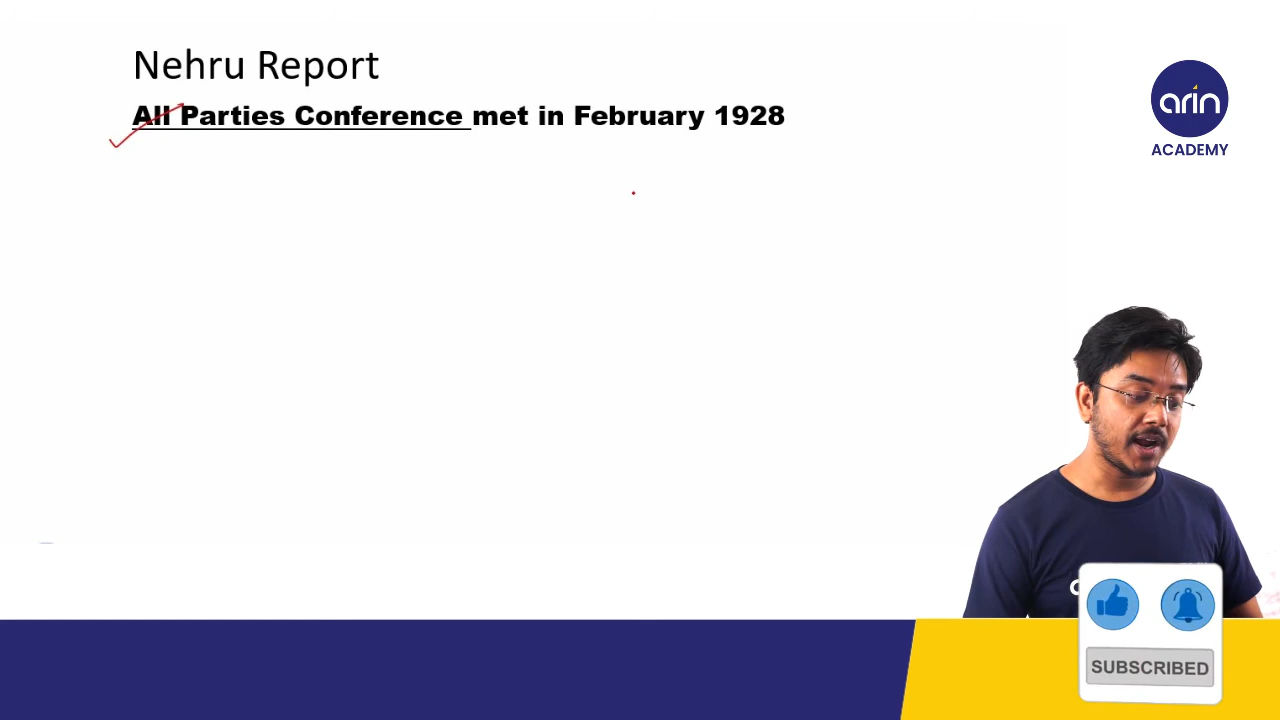 Nehru Report
All Parties Conference met in February 1928
arin
ACADEMY
SUBSCRIBED